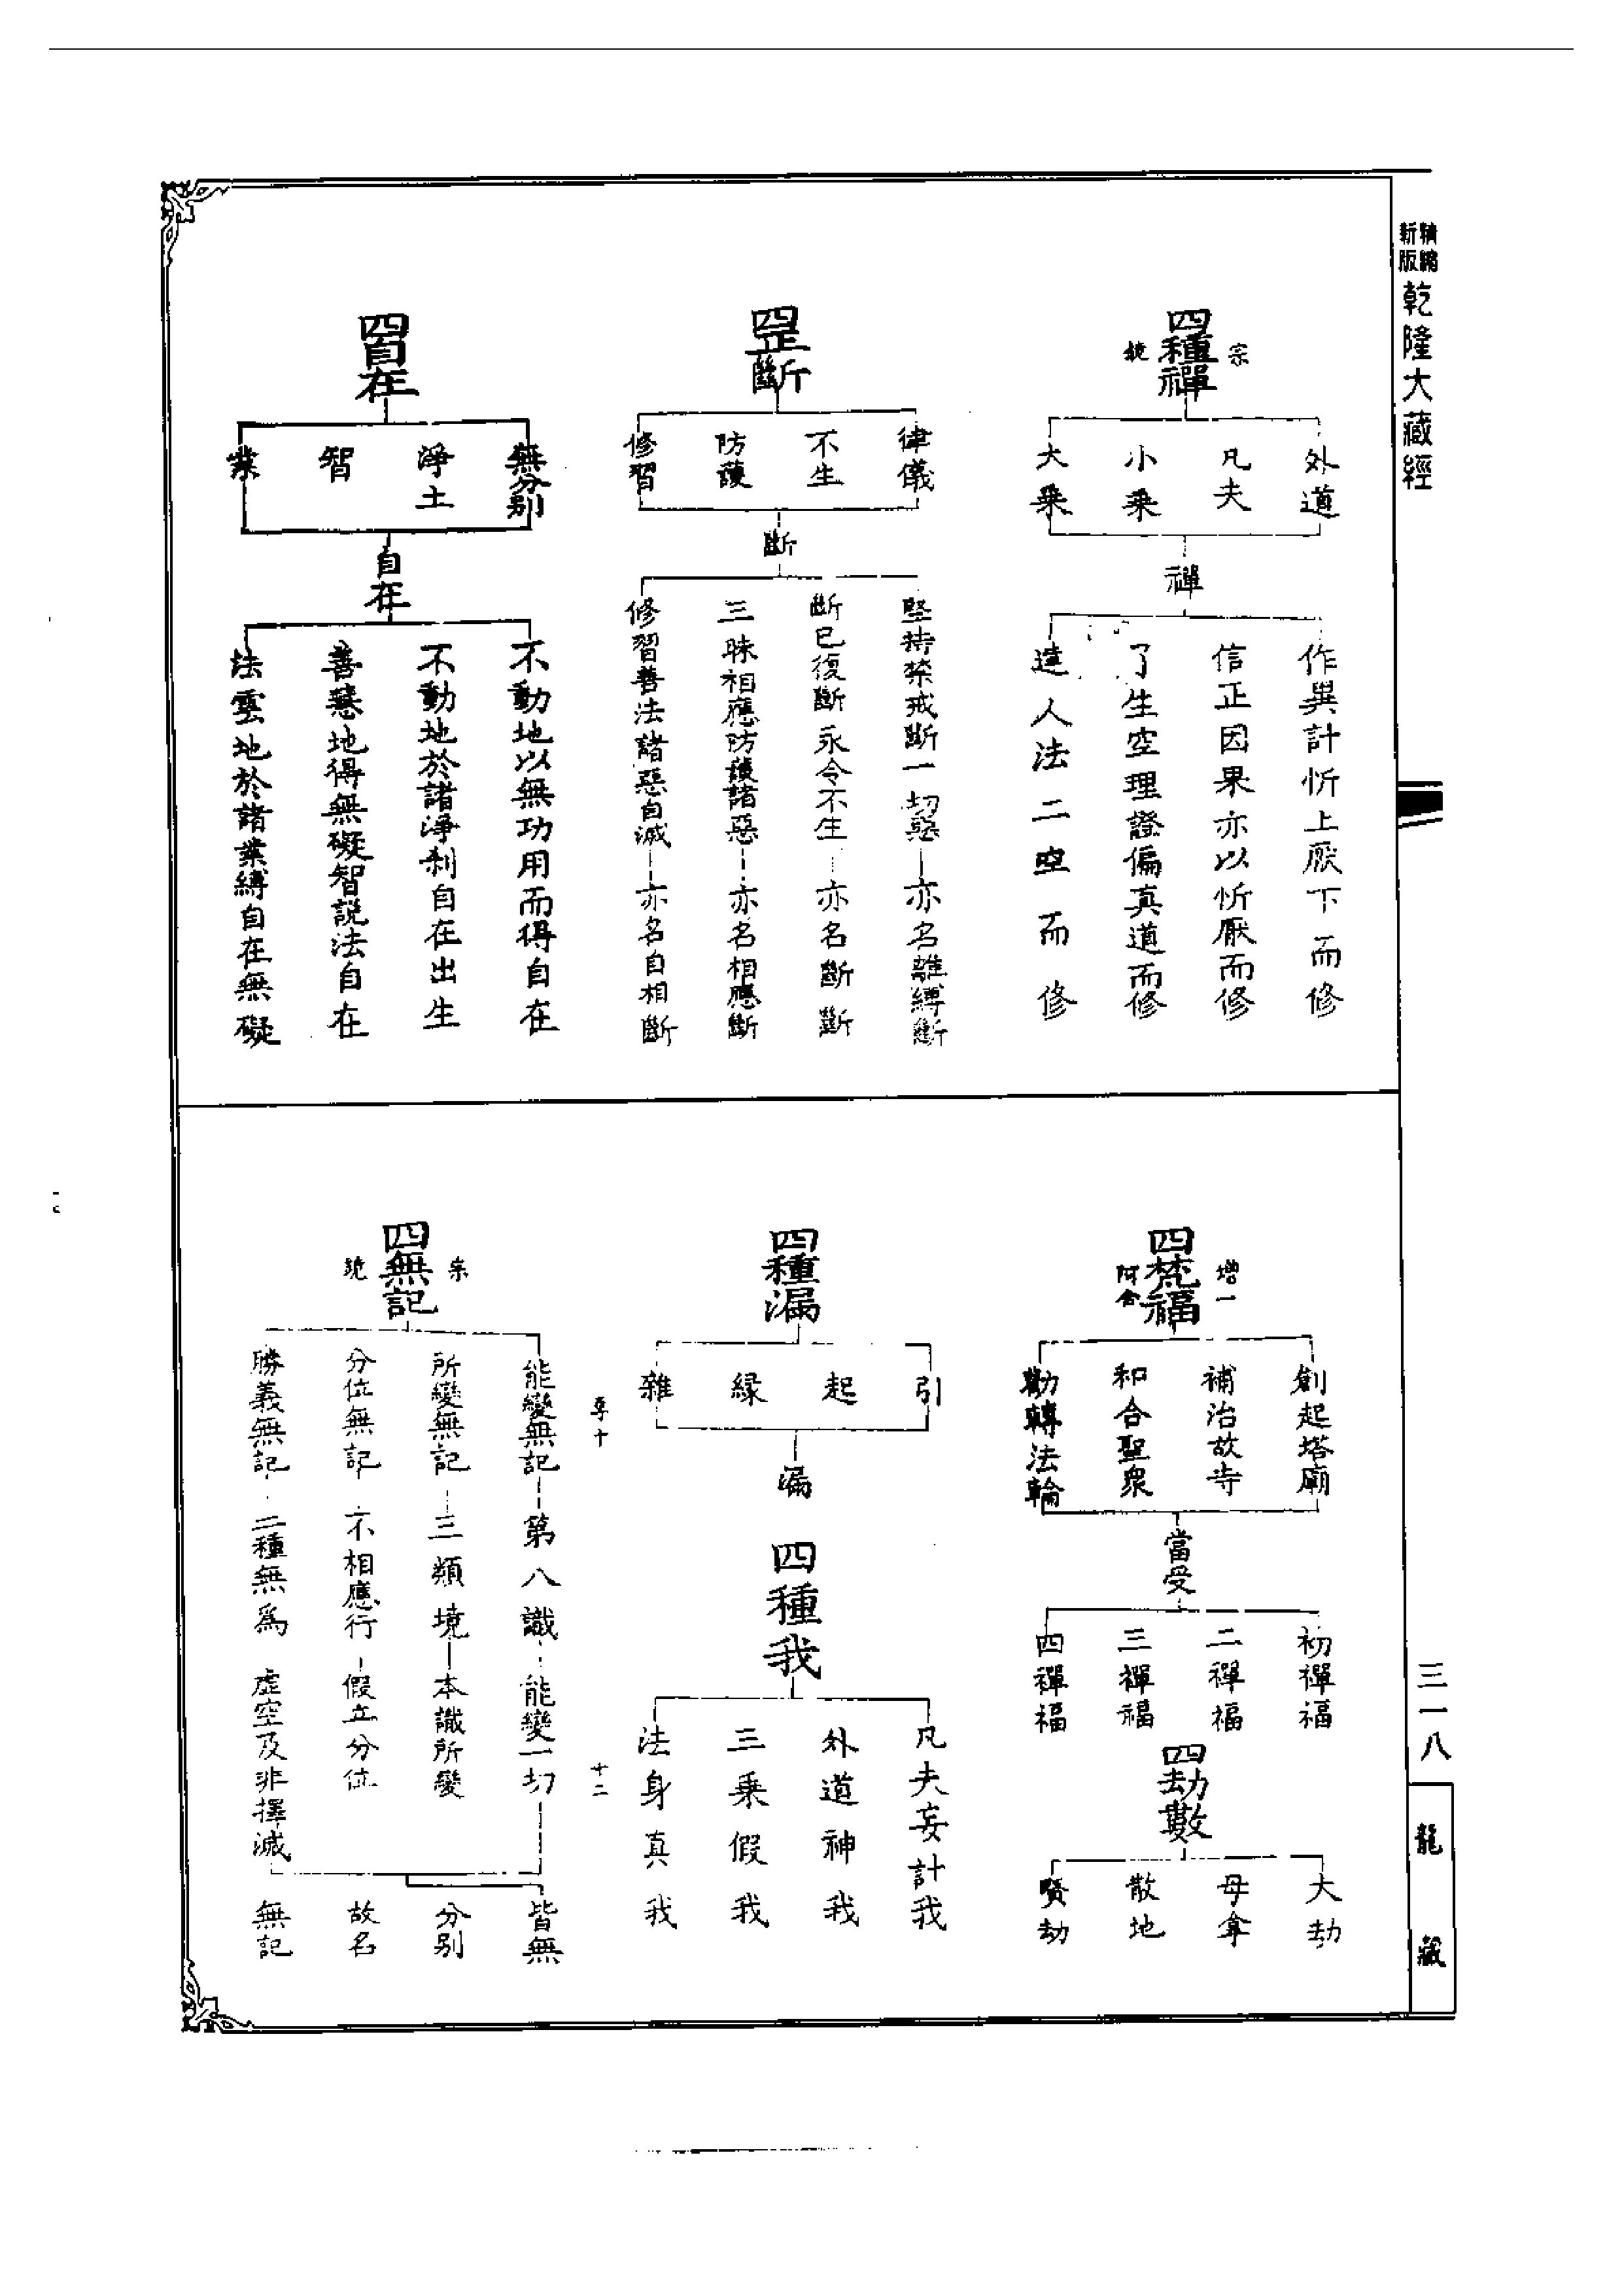 精縮新版
乾隆大藏經
三一八
龍藏
宗鏡
四種禪
外道
凡夫
小乘
大乘
禪
作異計忻上厭下而修
信正因果亦以忻厭而修
了生空理證偏真道而修
達人法二空而修
四正斷
律儀
不生
防護
修習
斷
堅持禁戒斷一切惡
亦名離縛斷
斷已復斷永令不生
亦名斷斷
三昧相應防護諸惡
亦名相應斷
修習善法諸惡自滅
亦名自相斷
四自在
無分別
淨土
智
業
自在
不動地以無功用而得自在
不動地於諸淨刹自在出生
善慧地得無礙智說法自在
法雲地於諸業縛自在無礙
增一阿含
四梵福
創起塔廟
補治故寺
和合聖衆
勸轉法輪
當受
初禪福
二禪福
三禪福
四禪福
四劫數
大劫
母拿
散地
賢劫
四種漏
引
起
緣
雜
漏
四種我
凡夫妄計我
外道神我
三乘假我
法身真我
十
十二
宗鏡
四無記
能變無記
第八識
能變一切
所變無記
三類境
本識所變
分位無記
不相應行
假立分位
勝義無記
二種無爲
虛空及非擇滅
皆無
分別
故名
無記